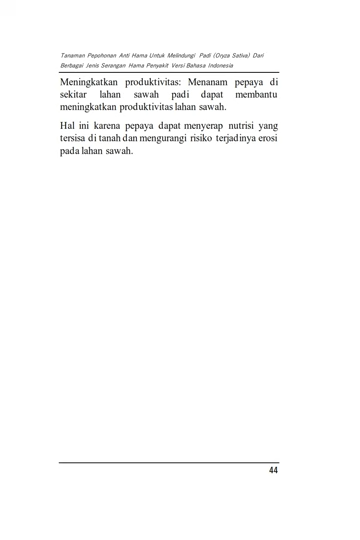 Tanaman Pepohonan Anti Hama Untuk Melindungi Padi (Oryza Sativa) Dari
Berbagai Jenis Serangan Hama Penyakit Versi Bahasa Indonesia
Meningkatkan produktivitas: Menanam pepaya di
sekitar lahan sawah padi dapat membantu
meningkatkan produktivitas lahan sawah.
Hal ini karena pepaya dapat menyerap nutrisi yang
tersisa di tanah dan mengurangi risiko terjadinya erosi
pada lahan sawah.
44